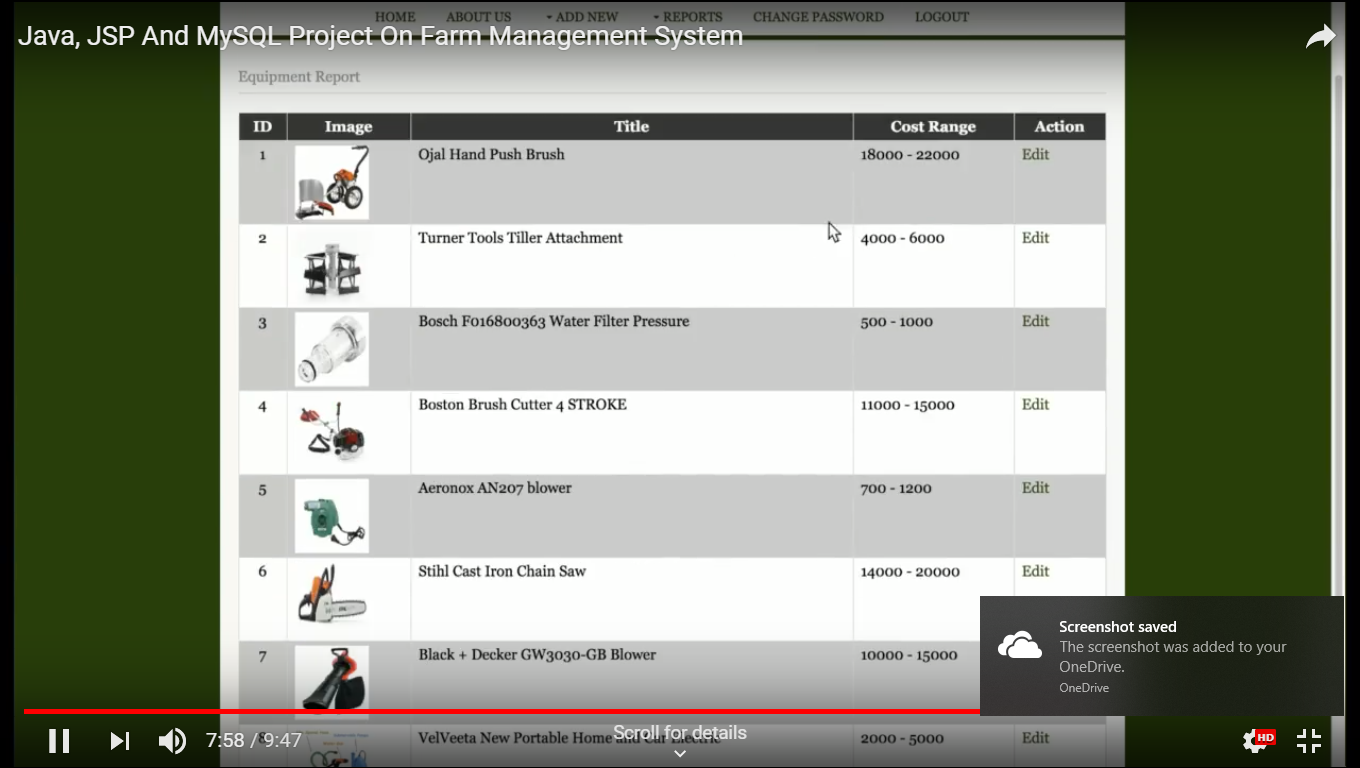 HOME ABOUT US ADD NEW REPORTS CHANGE PASSWORD LOGOUT
Java, JSP And MySQL Project On Farm Management System
Equipment Report
ID Image Title Cost Range Action
1 Ojal Hand Push Brush 18000 - 22000 Edit
2 Turner Tools Tiller Attachment 4000 - 6000 Edit
3 Bosch F016800363 Water Filter Pressure 500 - 1000 Edit
4 Boston Brush Cutter 4 STROKE 11000 - 15000 Edit
5 Aeronox AN207 blower 700 - 1200 Edit
6 Stihl Cast Iron Chain Saw 14000 - 20000 Edit
Screenshot saved
The screenshot was added to your
OneDrive.
OneDrive
7 Black + Decker GW3030-GB Blower 10000 - 15000
8 VelVeeta New Portable Home and Car Electric 2000 - 5000 Edit
Scroll for details
7:58 / 9:47
HD